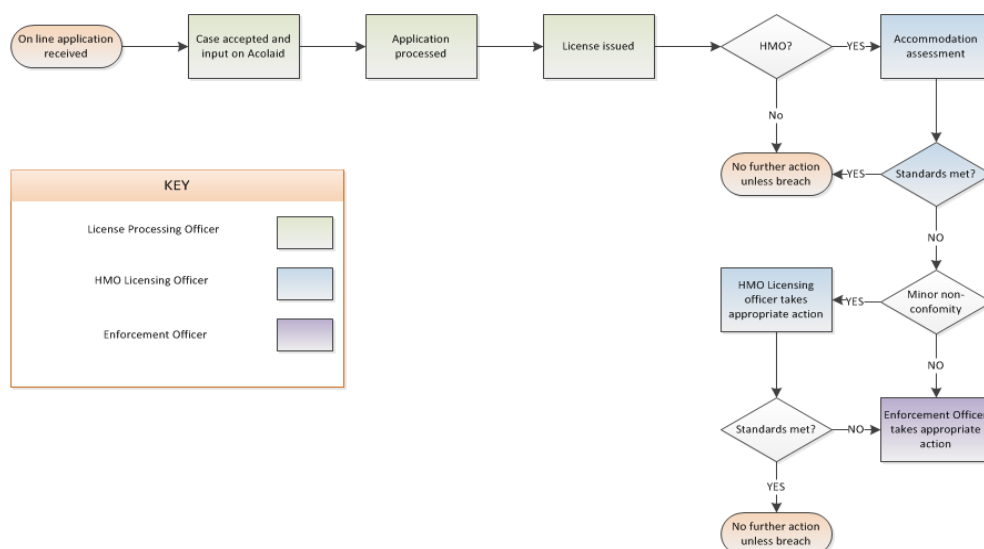 On line application
received
Case accepted and
input on Acolaid
Application
processed
License issued
HMO?
YES
Accommodation
assessment
No
No further action
unless breach
YES
Standards met?
KEY
License Processing Officer
HMO Licensing Officer
Enforcement Officer
NO
HMO Licensing
officer takes
appropriate action
YES
Minor non-
confomity
NO
Standards met?
NO
Enforcement Officer
takes appropriate
action
YES
No further action
unless breach